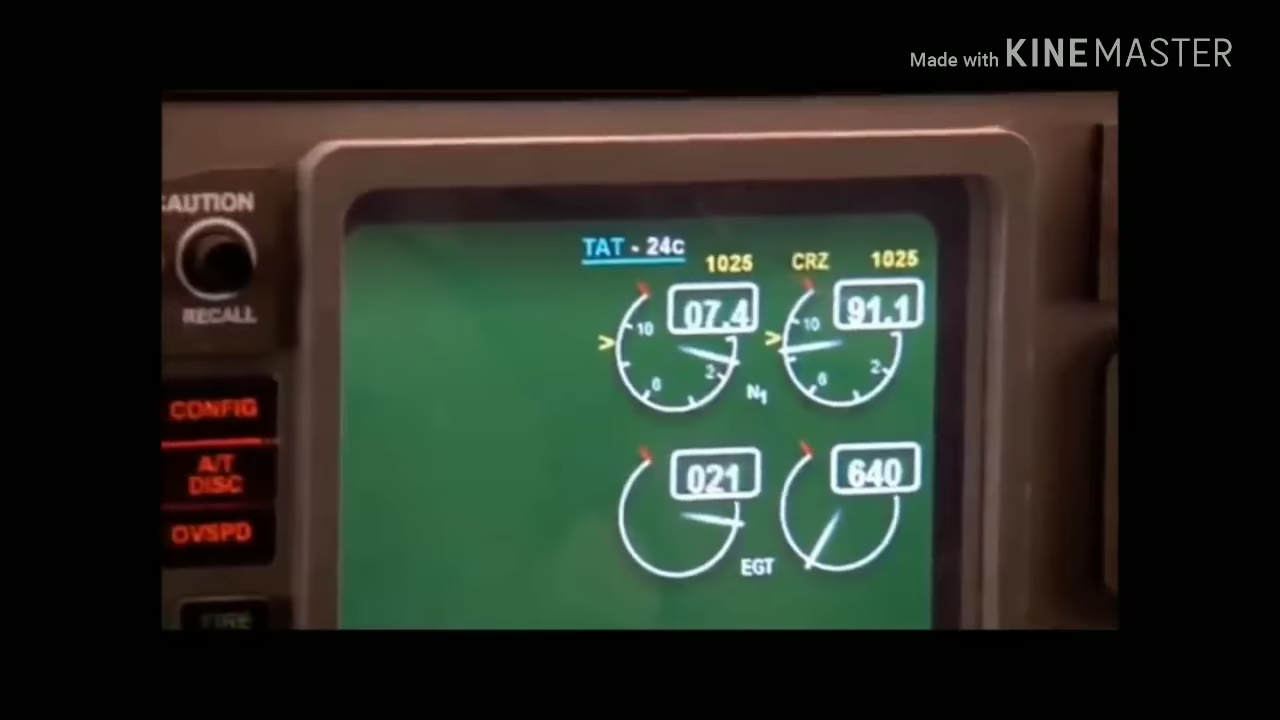 Made with KINEMASTER
CAUTION
RECALL
CONFIG
A/T
DISC
OVSPD
FIRE
TAT - 24c
1025
CRZ
1025
07.4
10
6
2
91.1
10
6
2
N1
021
640
EGT